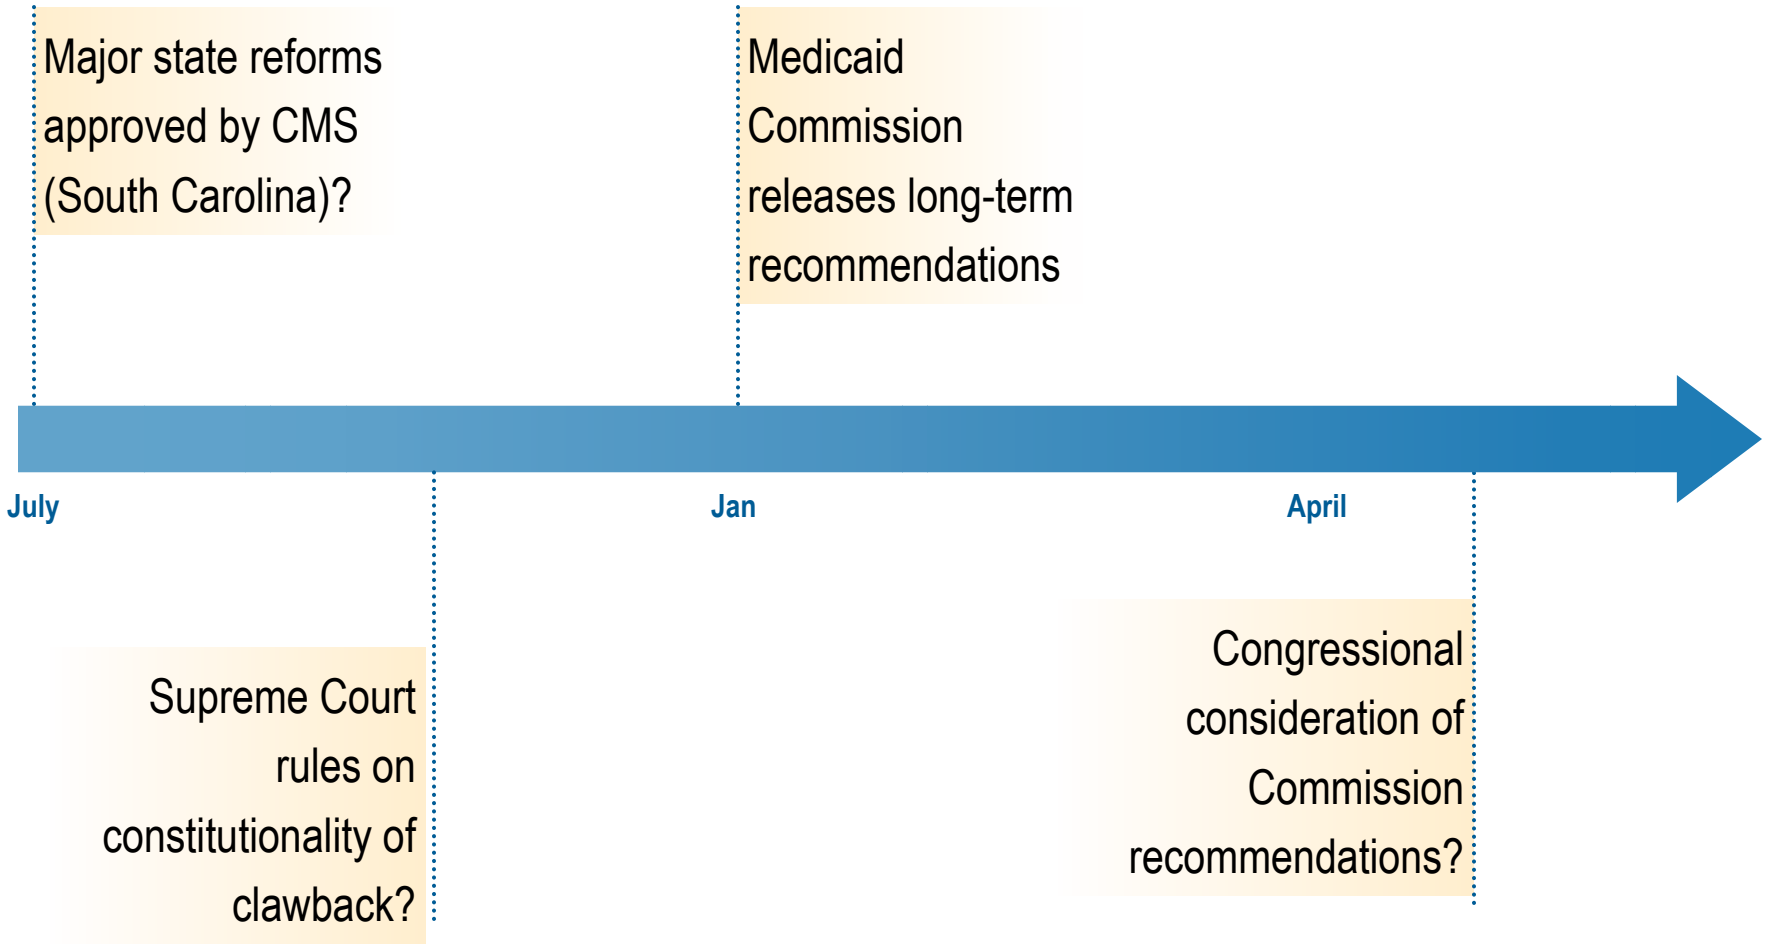 Major state reforms
approved by CMS
(South Carolina)?
Medicaid
Commission
releases long-term
recommendations
July
Jan
April
Supreme Court
rules on
constitutionality of
clawback?
Congressional
consideration of
Commission
recommendations?